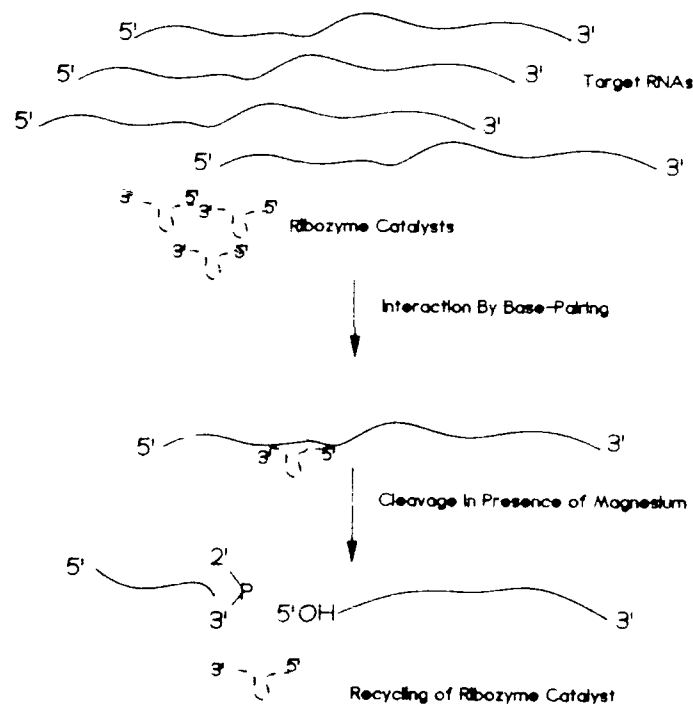 5' 3'
5' 3' Target RNAs
5' 3'
5' 3'
3' 5' 3' 5' Ribozyme Catalysts
3' 5'
Interaction By Base-Pairing
5' 3' 5' 3'
Cleavage In Presence of Magnesium
5' 2'
P
3' 5'OH 3'
3' 5'
Recycling of Ribozyme Catalyst